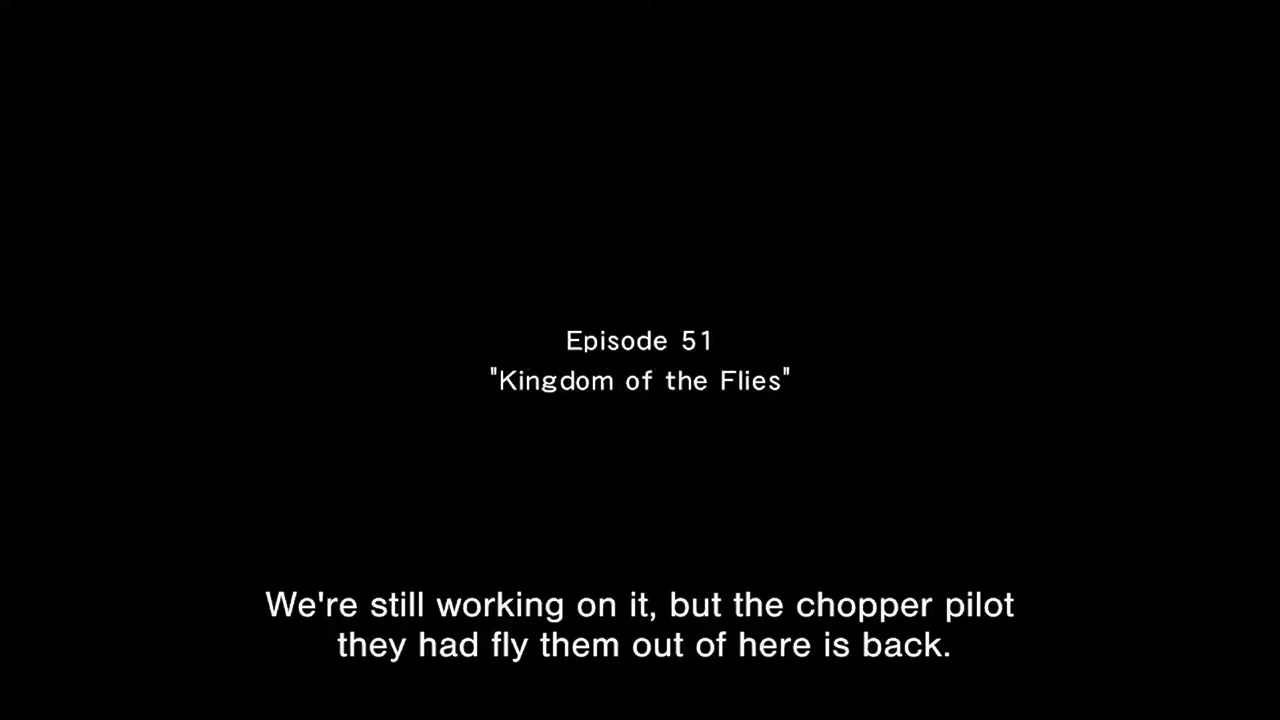 Episode 51
"Kingdom of the Flies"
We're still working on it, but the chopper pilot
they had fly them out of here is back.